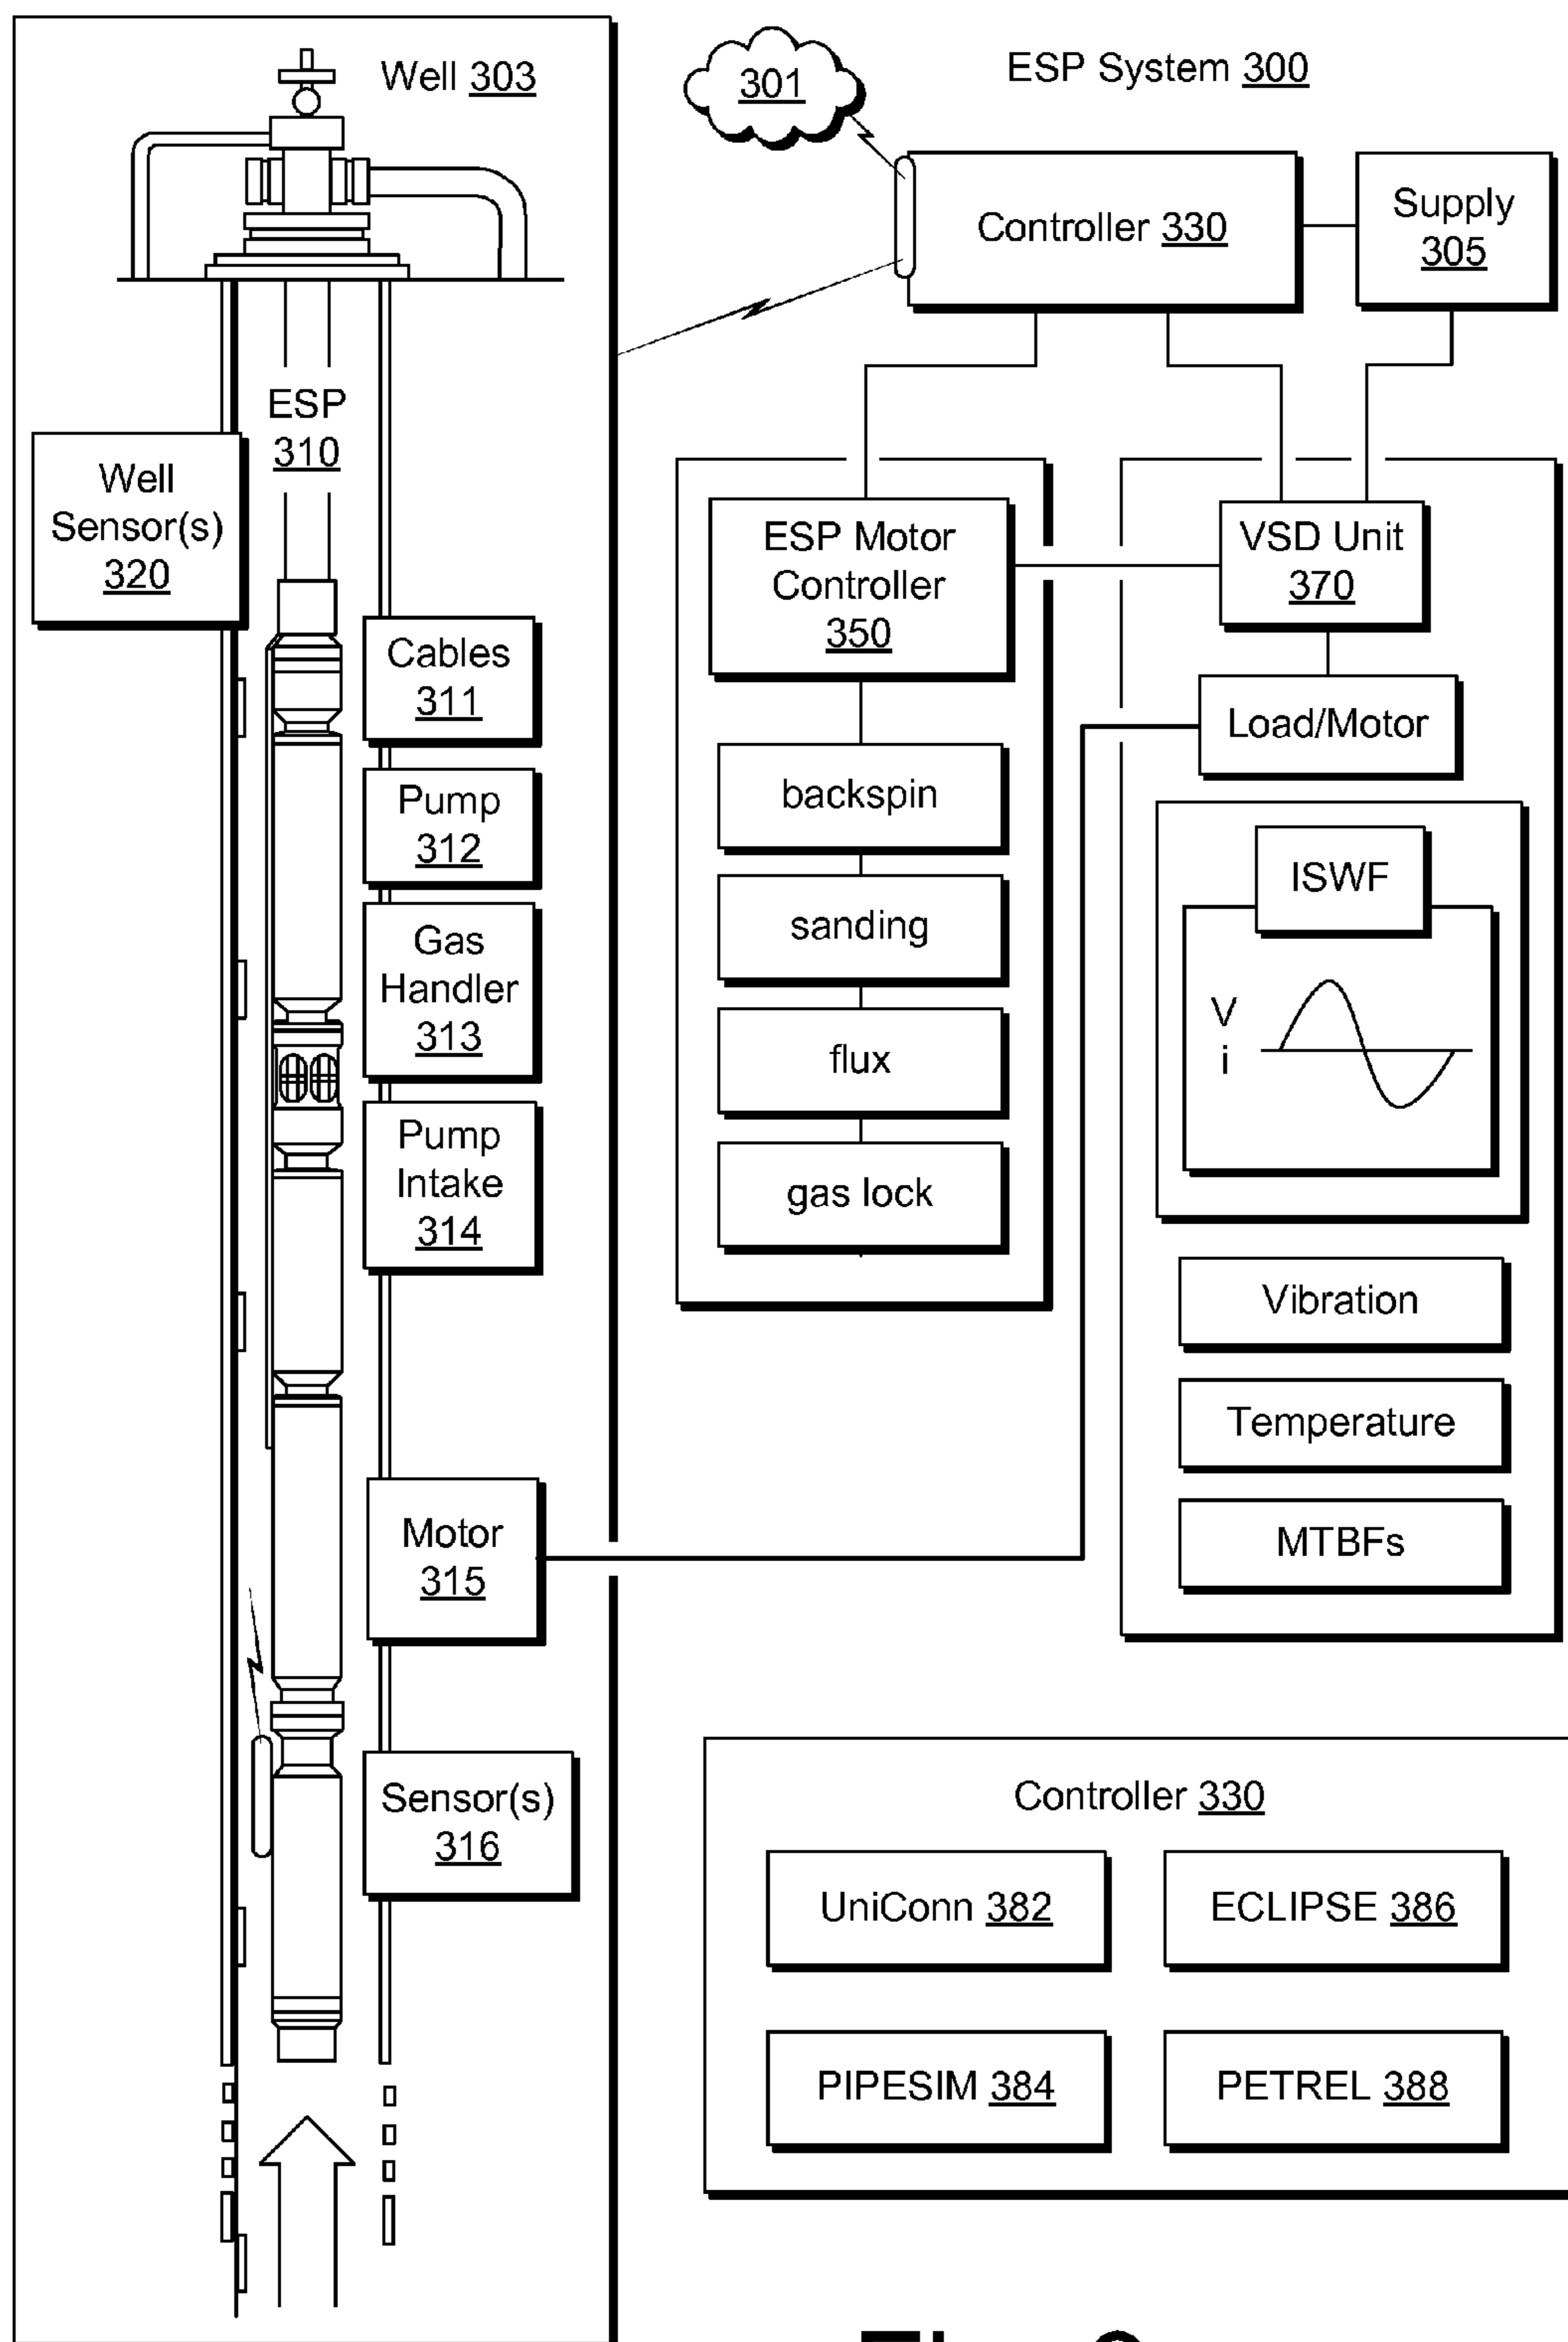 Well 303
301
ESP System 300
Controller 330
Supply
305
ESP
310
Well
Sensor(s)
320
Cables
311
Pump
312
Gas
Handler
313
Pump
Intake
314
Motor
315
Sensor(s)
316
ESP Motor
Controller
350
backspin
sanding
flux
gas lock
VSD Unit
370
Load/Motor
ISWF
V
i
Vibration
Temperature
MTBFs
Controller 330
UniConn 382
ECLIPSE 386
PIPESIM 384
PETREL 388